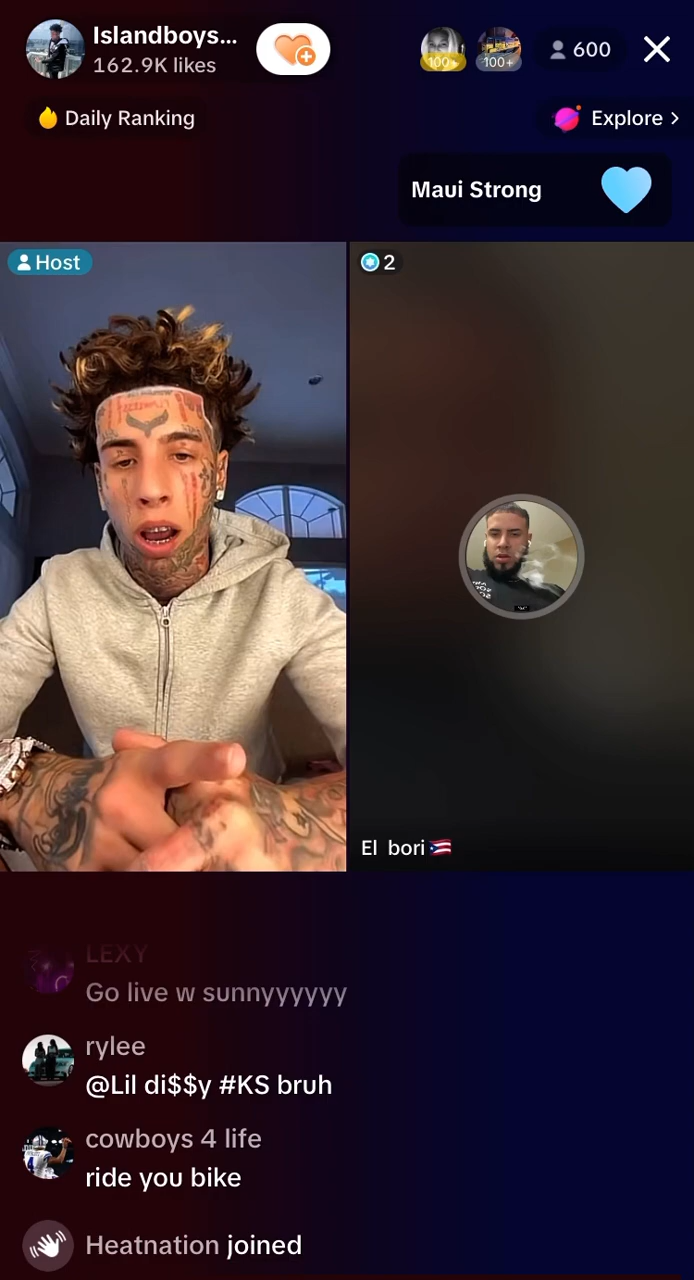 Islandboys...
162.9K likes
100+
100+
600
Daily Ranking
Explore >
Maui Strong
Host
2
El bori
LEXY
Go live w sunnyyyyyy
rylee
@Lil di$$y #KS bruh
cowboys 4 life
ride you bike
Heatnation joined